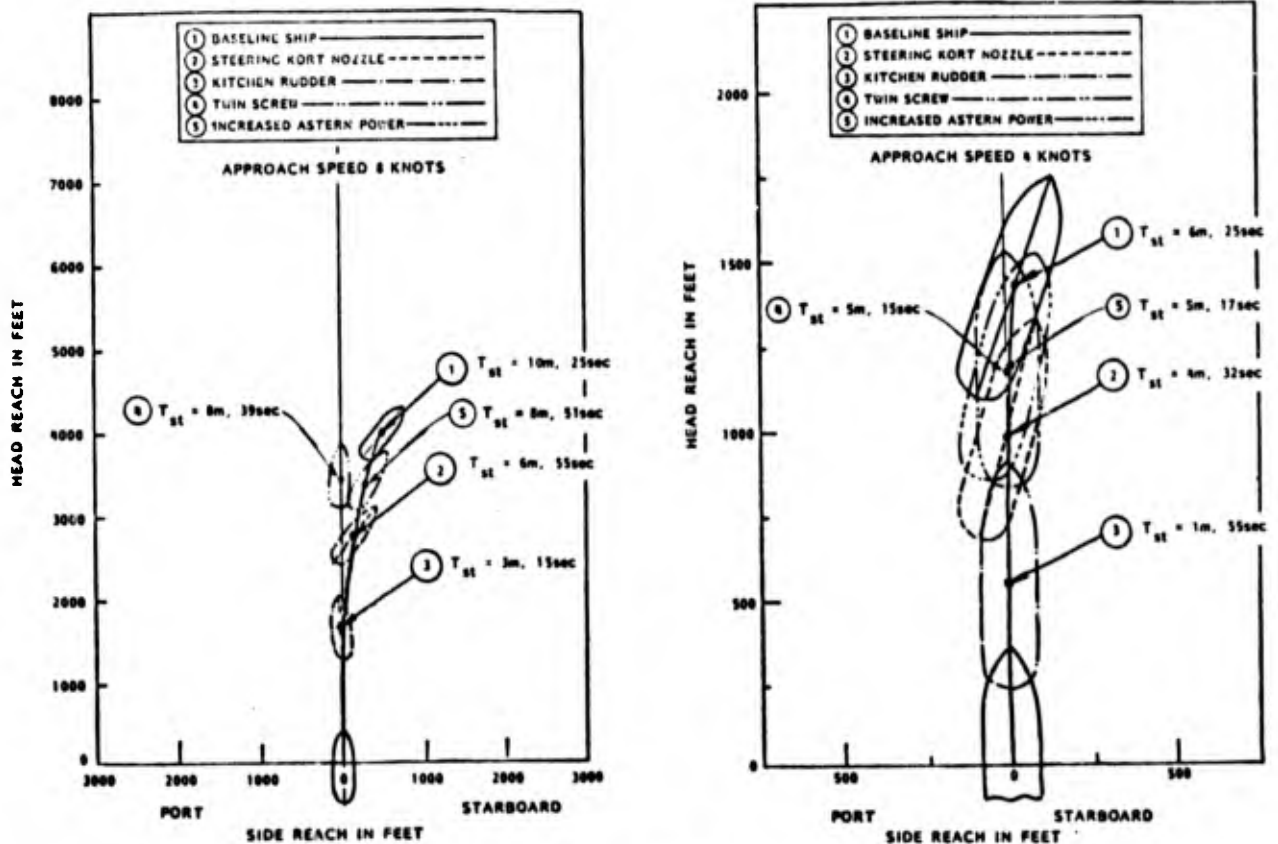 ① BASELINE SHIP
② STEERING KORT NOZZLE
③ KITCHEN RUDDER
④ TWIN SCREW
⑤ INCREASED ASTERN POWER
APPROACH SPEED 8 KNOTS
8000
7000
6000
5000
4000
3000
2000
1000
0
HEAD REACH IN FEET
① T st = 10m, 25sec
④ T st = 8m, 39sec
⑤ T st = 8m, 51sec
② T st = 6m, 55sec
③ T st = 3m, 15sec
3000 2000 1000 0 1000 2000 3000
PORT STARBOARD
SIDE REACH IN FEET
① BASELINE SHIP
② STEERING KORT NOZZLE
③ KITCHEN RUDDER
④ TWIN SCREW
⑤ INCREASED ASTERN POWER
APPROACH SPEED 4 KNOTS
2000
1500
1000
500
0
HEAD REACH IN FEET
① T st = 6m, 25sec
④ T st = 5m, 15sec
⑤ T st = 5m, 17sec
② T st = 4m, 32sec
③ T st = 1m, 55sec
500 0 500
PORT STARBOARD
SIDE REACH IN FEET